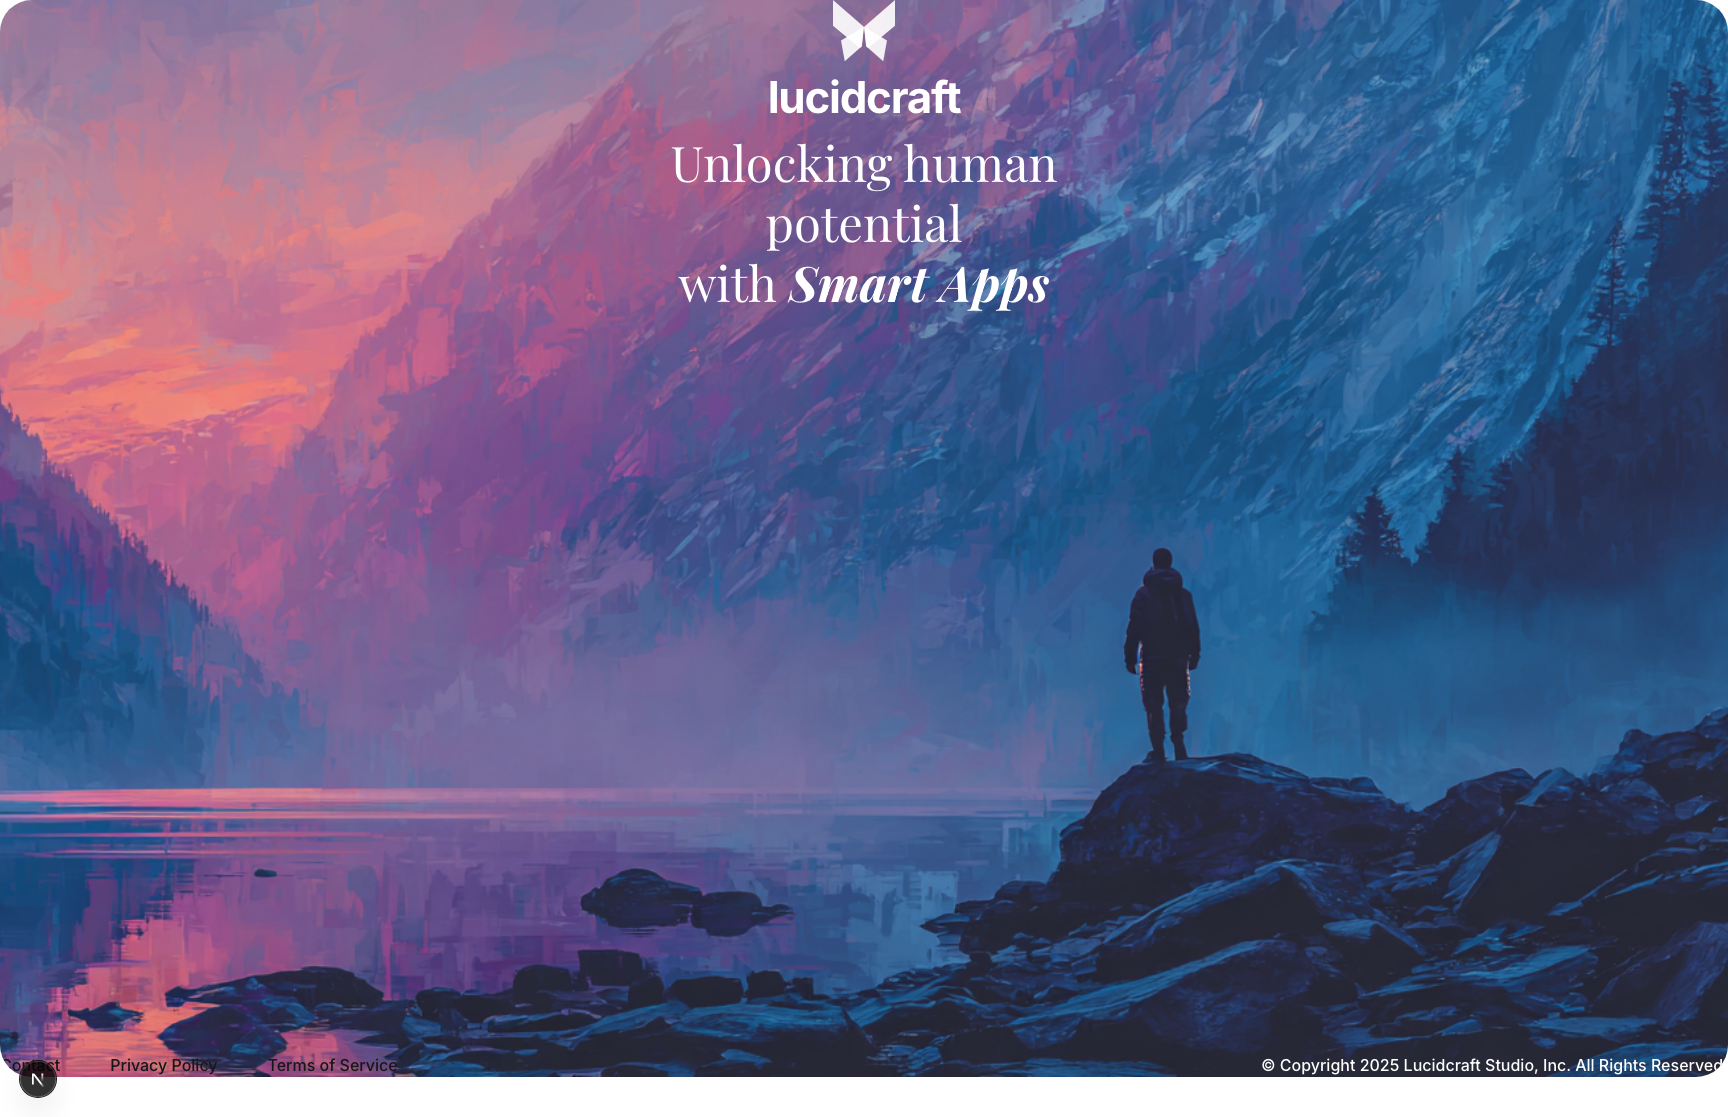 lucidcraft
Unlocking human
potential
with Smart Apps
Contact
Privacy Policy
Terms of Service
© Copyright 2025 Lucidcraft Studio, Inc. All Rights Reserved
N